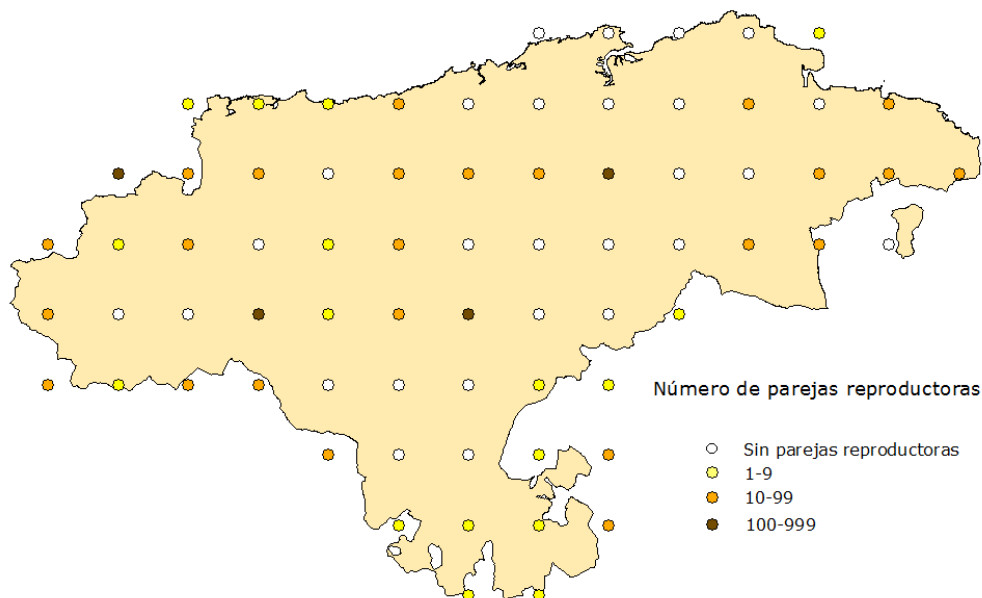 Número de parejas reproductoras
Sin parejas reproductoras
1-9
10-99
100-999